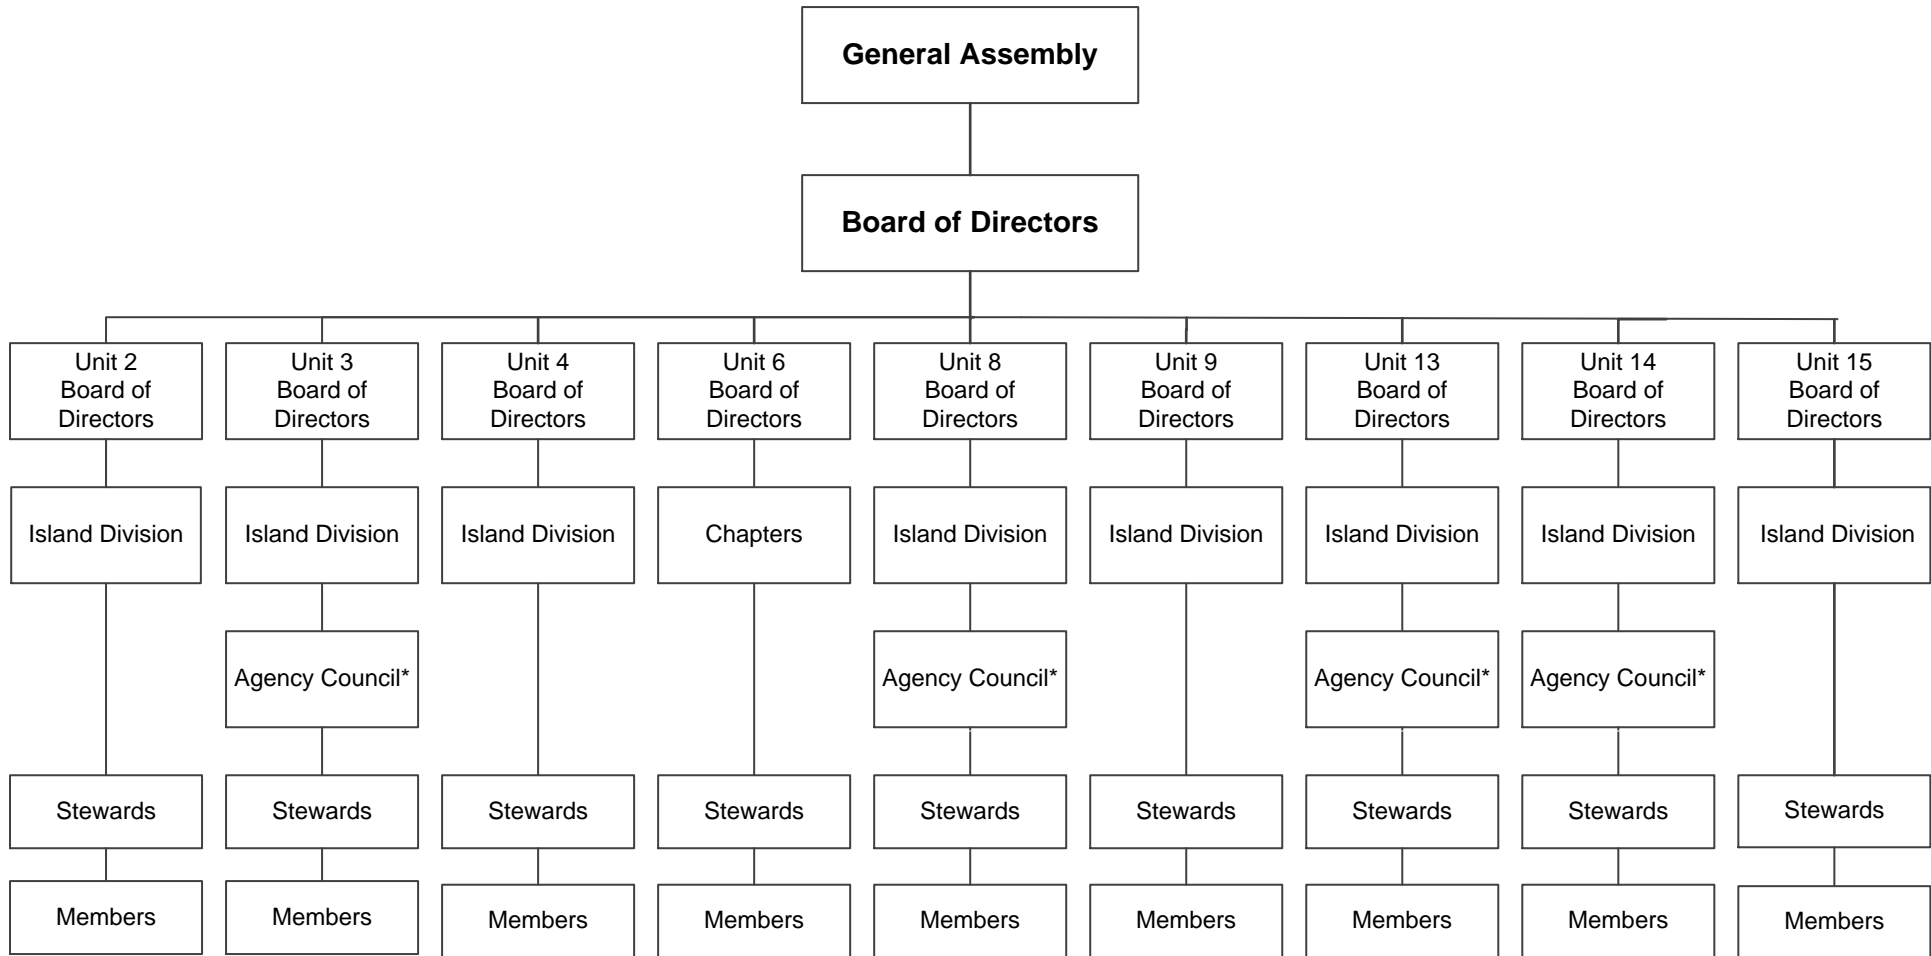 General Assembly
Board of Directors
Unit 2
Board of
Directors
Unit 3
Board of
Directors
Unit 4
Board of
Directors
Unit 6
Board of
Directors
Unit 8
Board of
Directors
Unit 9
Board of
Directors
Unit 13
Board of
Directors
Unit 14
Board of
Directors
Unit 15
Board of
Directors
Island Division
Island Division
Island Division
Chapters
Island Division
Island Division
Island Division
Island Division
Island Division
Agency Council*
Agency Council*
Agency Council*
Agency Council*
Stewards
Stewards
Stewards
Stewards
Stewards
Stewards
Stewards
Stewards
Stewards
Members
Members
Members
Members
Members
Members
Members
Members
Members